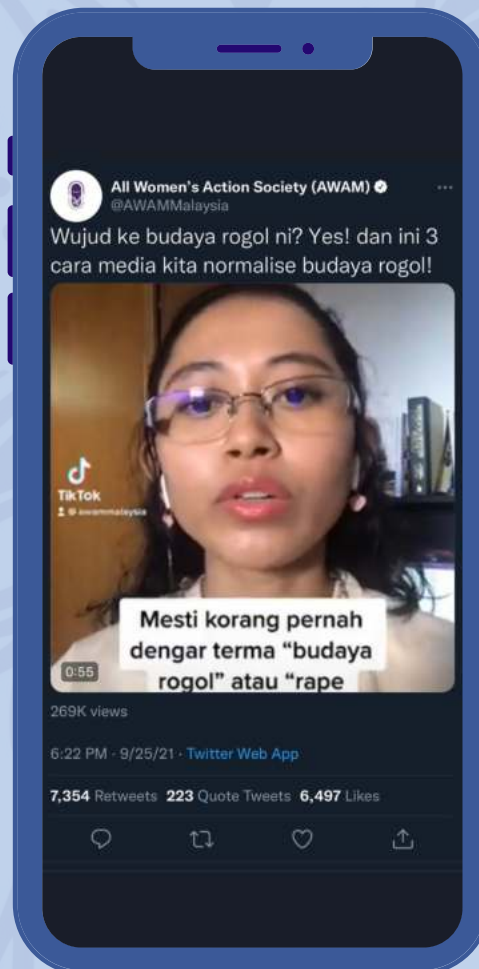 All Women's Action Society (AWAM)
@AWAMMalaysia
Wujud ke budaya rogol ni? Yes! dan ini 3
cara media kita normalise budaya rogol!
TikTok
@awammalaysia
Mesti korang pernah
dengar terma "budaya
rogol" atau "rape
0:55
269K views
6:22 PM · 9/25/21 · Twitter Web App
7,354 Retweets 223 Quote Tweets 6,497 Likes